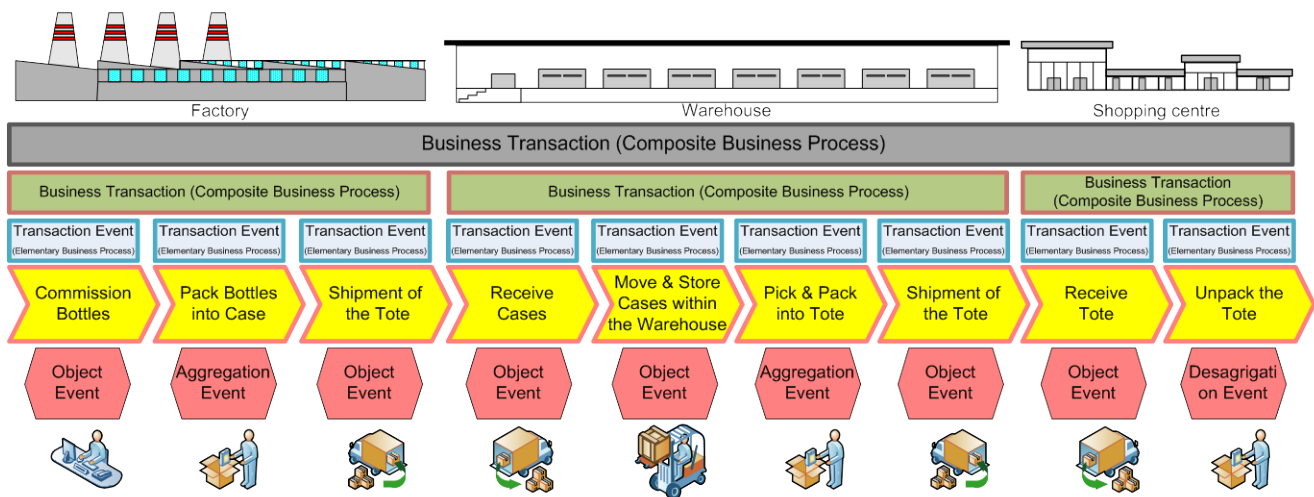 Factory
Warehouse
Shopping centre
Business Transaction (Composite Business Process)
Business Transaction (Composite Business Process)
Business Transaction (Composite Business Process)
Business Transaction
(Composite Business Process)
Transaction Event
(Elementary Business Process)
Transaction Event
(Elementary Business Process)
Transaction Event
(Elementary Business Process)
Transaction Event
(Elementary Business Process)
Transaction Event
(Elementary Business Process)
Transaction Event
(Elementary Business Process)
Transaction Event
(Elementary Business Process)
Transaction Event
(Elementary Business Process)
Transaction Event
(Elementary Business Process)
Commission
Bottles
Pack Bottles
into Case
Shipment of
the Tote
Receive
Cases
Move & Store
Cases within
the Warehouse
Pick & Pack
into Tote
Shipment of
the Tote
Receive
Tote
Unpack the
Tote
Object
Event
Aggregation
Event
Object
Event
Object
Event
Object
Event
Aggregation
Event
Object
Event
Object
Event
Desagrigati
on Event